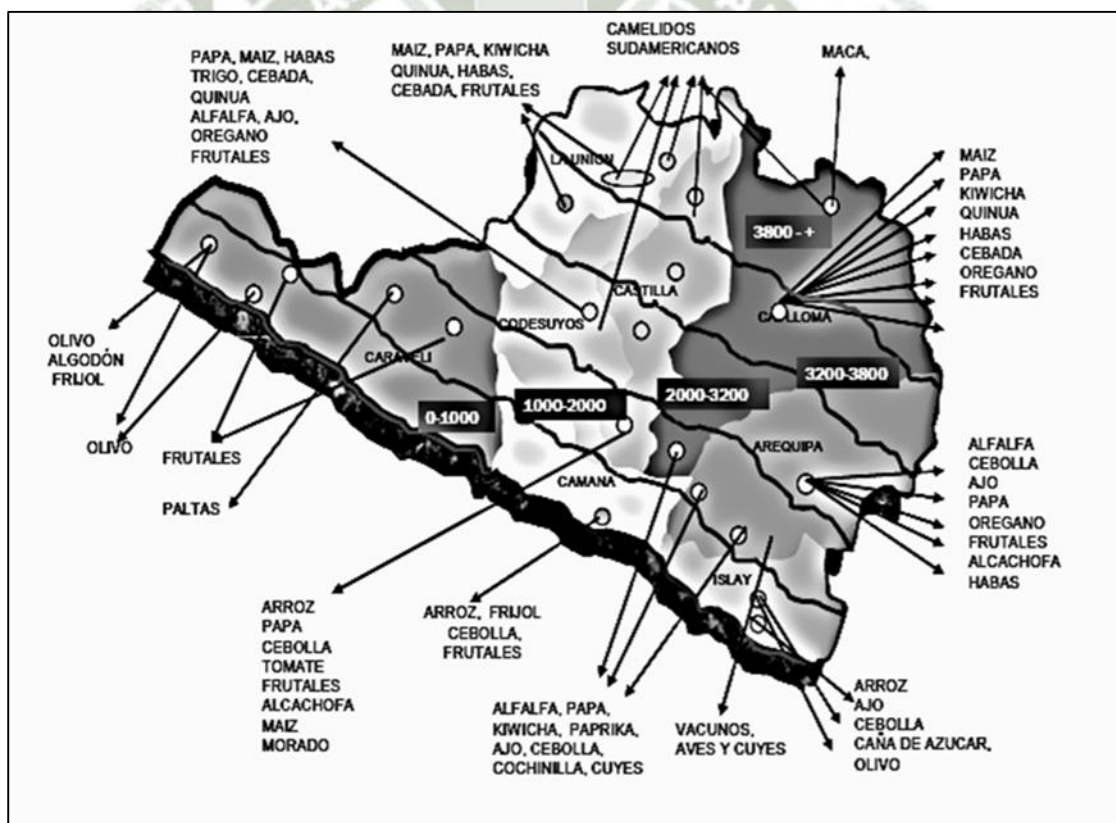 CAMELIDOS
SUDAMERICANOS
MACA,
MAIZ, PAPA, KIWICHA
QUINUA, HABAS,
CEBADA, FRUTALES
PAPA, MAIZ, HABAS
TRIGO, CEBADA,
QUINUA
ALFALFA, AJO,
OREGANO
FRUTALES
LA UNION
MAIZ
PAPA
KIWICHA
QUINUA
HABAS
CEBADA
OREGANO
FRUTALES
3800 - +
CASTILLA
CODESUYOS
CAYLLOMA
CARAVELI
OLIVO
ALGODÓN
FRIJOL
3200-3800
2000-3200
1000-2000
0-1000
OLIVO
FRUTALES
PALTAS
AREQUIPA
CAMANA
ISLAY
ALFALFA
CEBOLLA
AJO
PAPA
OREGANO
FRUTALES
ALCACHOFA
HABAS
ARROZ
PAPA
CEBOLLA
TOMATE
FRUTALES
ALCACHOFA
MAIZ
MORADO
ARROZ, FRIJOL
CEBOLLA,
FRUTALES
ALFALFA, PAPA,
KIWICHA, PAPRIKA,
AJO, CEBOLLA,
COCHINILLA, CUYES
VACUNOS,
AVES Y CUYES
ARROZ
AJO
CEBOLLA
CAÑA DE AZUCAR,
OLIVO